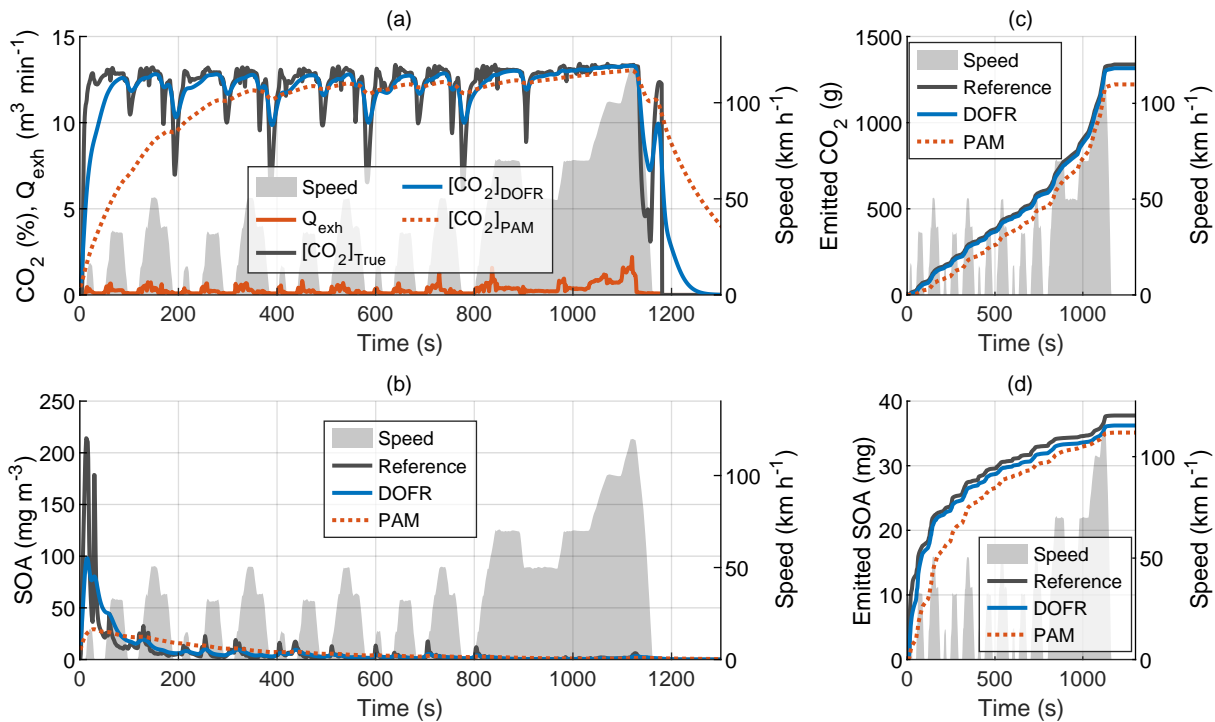 (a)
15
10
5
0
CO2 (%), Qexh (m3 min-1)
100
50
0
Speed (km h-1)
Speed
Qexh
[CO2]True
[CO2]DOFR
[CO2]PAM
0 200 400 600 800 1000 1200
Time (s)
(c)
1500
1000
500
0
Emitted CO2 (g)
100
50
0
Speed (km h-1)
Speed
Reference
DOFR
PAM
0 500 1000
Time (s)
(b)
250
200
150
100
50
0
SOA (mg m-3)
100
50
0
Speed (km h-1)
Speed
Reference
DOFR
PAM
0 200 400 600 800 1000 1200
Time (s)
(d)
40
30
20
10
0
Emitted SOA (mg)
100
50
0
Speed (km h-1)
Speed
Reference
DOFR
PAM
0 500 1000
Time (s)